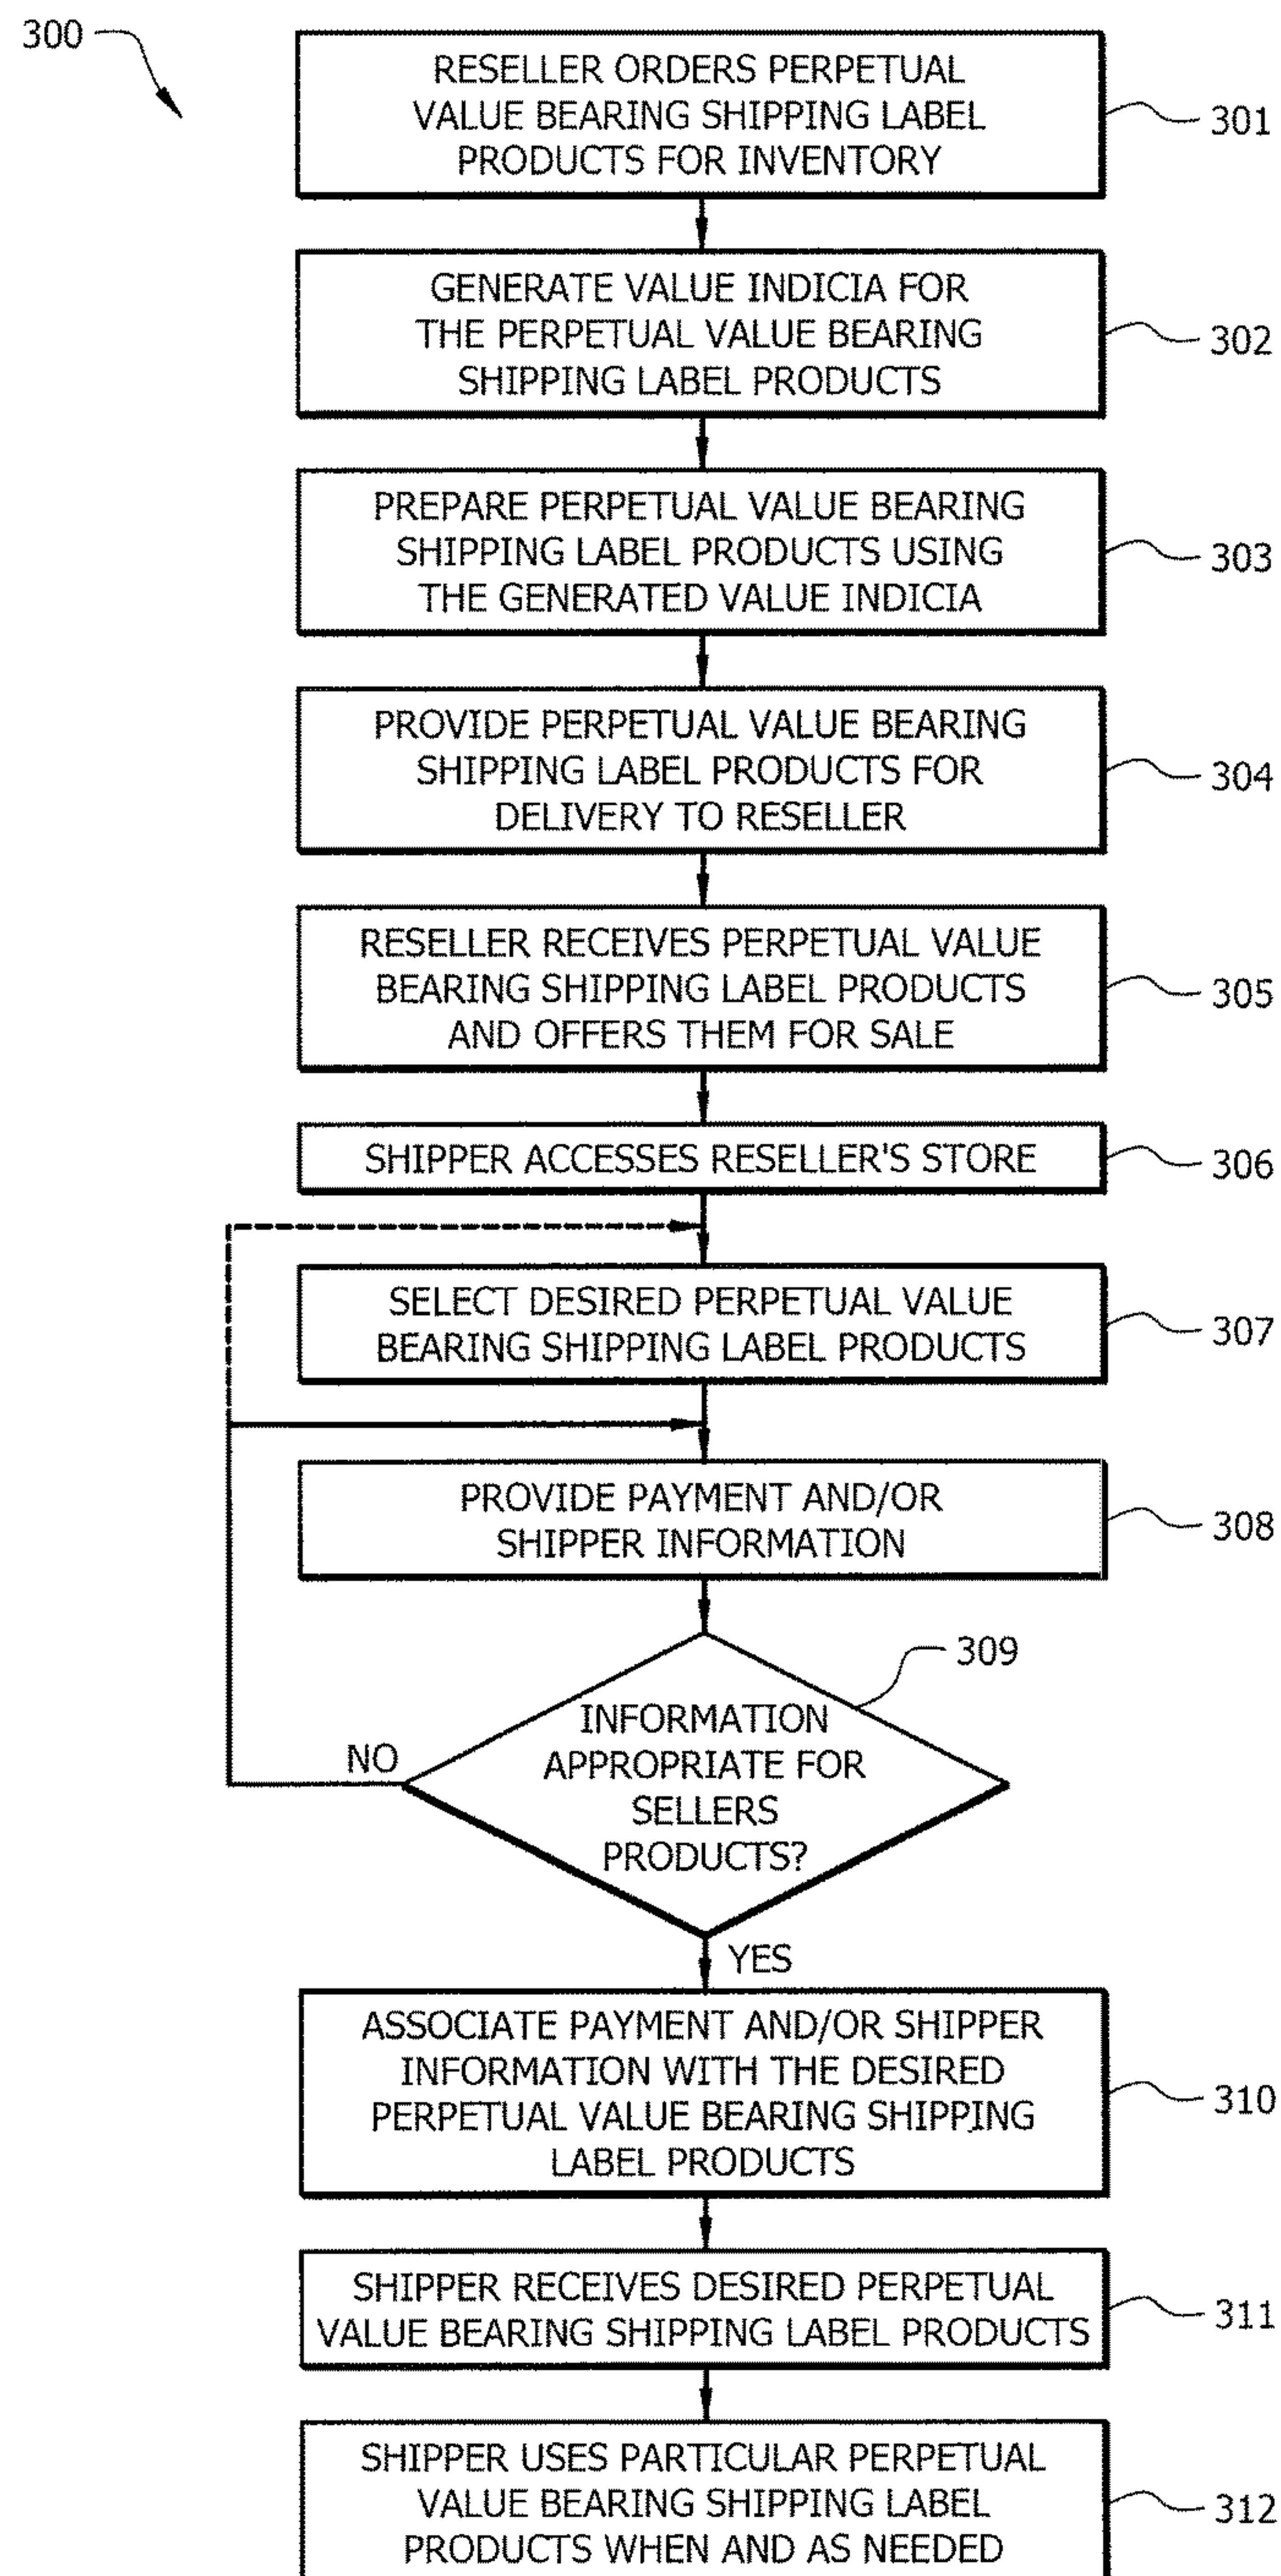 300
RESELLER ORDERS PERPETUAL
VALUE BEARING SHIPPING LABEL
PRODUCTS FOR INVENTORY
301
GENERATE VALUE INDICIA FOR
THE PERPETUAL VALUE BEARING
SHIPPING LABEL PRODUCTS
302
PREPARE PERPETUAL VALUE BEARING
SHIPPING LABEL PRODUCTS USING
THE GENERATED VALUE INDICIA
303
PROVIDE PERPETUAL VALUE BEARING
SHIPPING LABEL PRODUCTS FOR
DELIVERY TO RESELLER
304
RESELLER RECEIVES PERPETUAL VALUE
BEARING SHIPPING LABEL PRODUCTS
AND OFFERS THEM FOR SALE
305
SHIPPER ACCESSES RESELLER'S STORE
306
SELECT DESIRED PERPETUAL VALUE
BEARING SHIPPING LABEL PRODUCTS
307
PROVIDE PAYMENT AND/OR
SHIPPER INFORMATION
308
309
INFORMATION
APPROPRIATE FOR
SELLERS
PRODUCTS?
NO
YES
ASSOCIATE PAYMENT AND/OR SHIPPER
INFORMATION WITH THE DESIRED
PERPETUAL VALUE BEARING SHIPPING
LABEL PRODUCTS
310
SHIPPER RECEIVES DESIRED PERPETUAL
VALUE BEARING SHIPPING LABEL PRODUCTS
311
SHIPPER USES PARTICULAR PERPETUAL
VALUE BEARING SHIPPING LABEL
PRODUCTS WHEN AND AS NEEDED
312